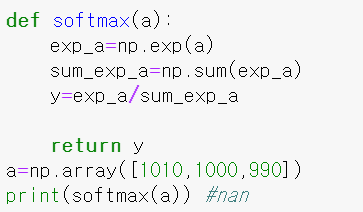 def softmax(a):
    exp_a=np.exp(a)
    sum_exp_a=np.sum(exp_a)
    y=exp_a/sum_exp_a

    return y
a=np.array([1010,1000,990])
print(softmax(a)) #nan